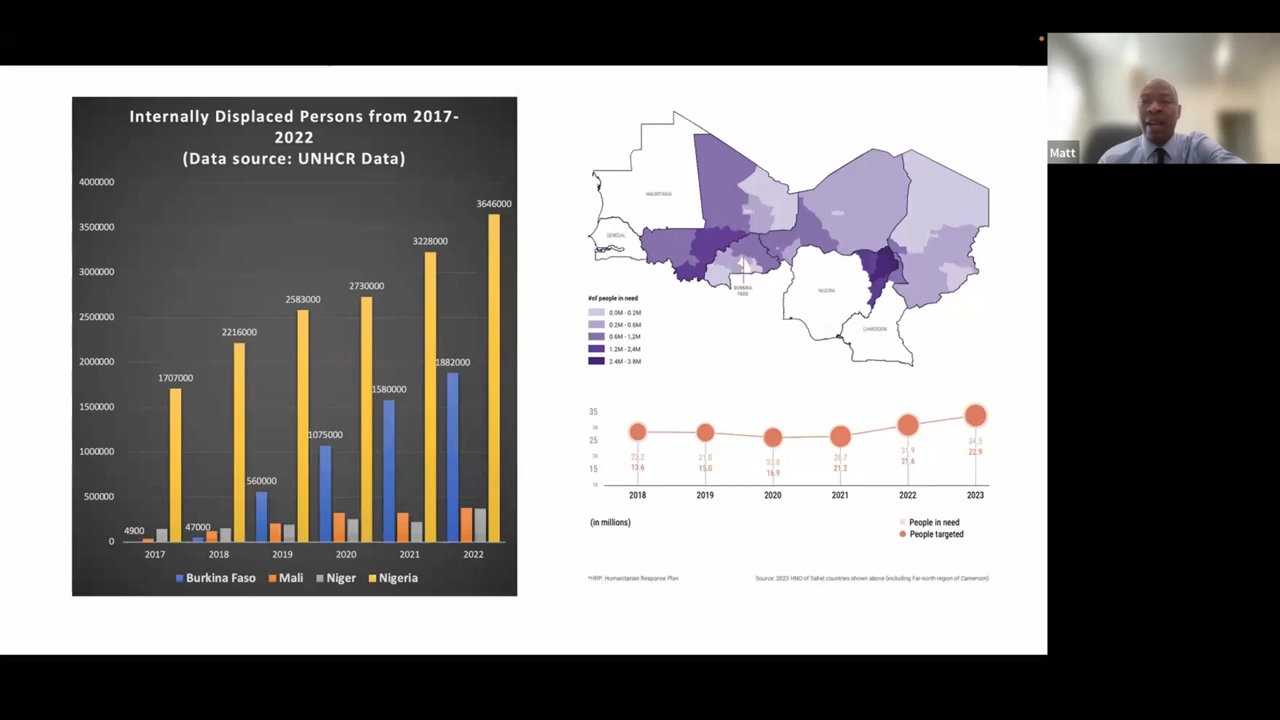 Internally Displaced Persons from 2017-
2022
(Data source: UNHCR Data)
4000000
3500000
3000000
2500000
2000000
1500000
1000000
500000
0
4900
1707000
47000
2216000
560000
2583000
1075000
2730000
1580000
3228000
1882000
3646000
2017 2018 2019 2020 2021 2022
Burkina Faso Mali Niger Nigeria
MAURITANIA
SENEGAL
BURKINA
FASO
NIGERIA
CAMEROON
#of people in need
0.0M - 0.2M
0.2M - 0.6M
0.6M - 1,2M
1.2M - 2,4M
2.4M - 3.8M
35
25
15
13.6 15.0 16.9 21.2 21.6 22.9
2018 2019 2020 2021 2022 2023
(in millions)
People in need
People targeted
*HRP: Humanitarian Response Plan
Source: 2023 HNO of Sahel countries shown above (including Far-north region of Cameroon)
Matt